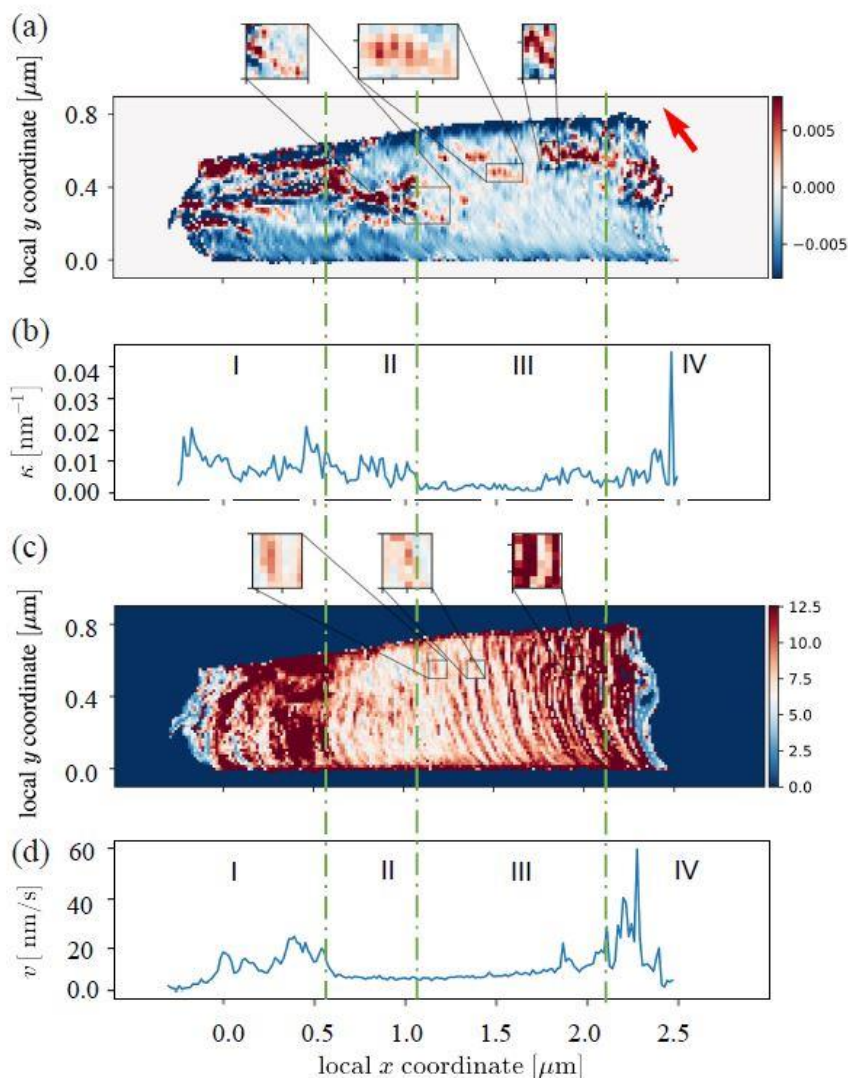 (a)
local y coordinate [μm]
0.8
0.4
0.0
0.005
0.000
−0.005
(b)
κ [nm⁻¹]
0.04
0.03
0.02
0.01
0.00
I
II
III
IV
(c)
local y coordinate [μm]
0.8
0.4
0.0
12.5
10.0
7.5
5.0
2.5
0.0
(d)
v [nm/s]
60
40
20
0.0
I
II
III
IV
0.0
0.5
1.0
1.5
2.0
2.5
local x coordinate [μm]